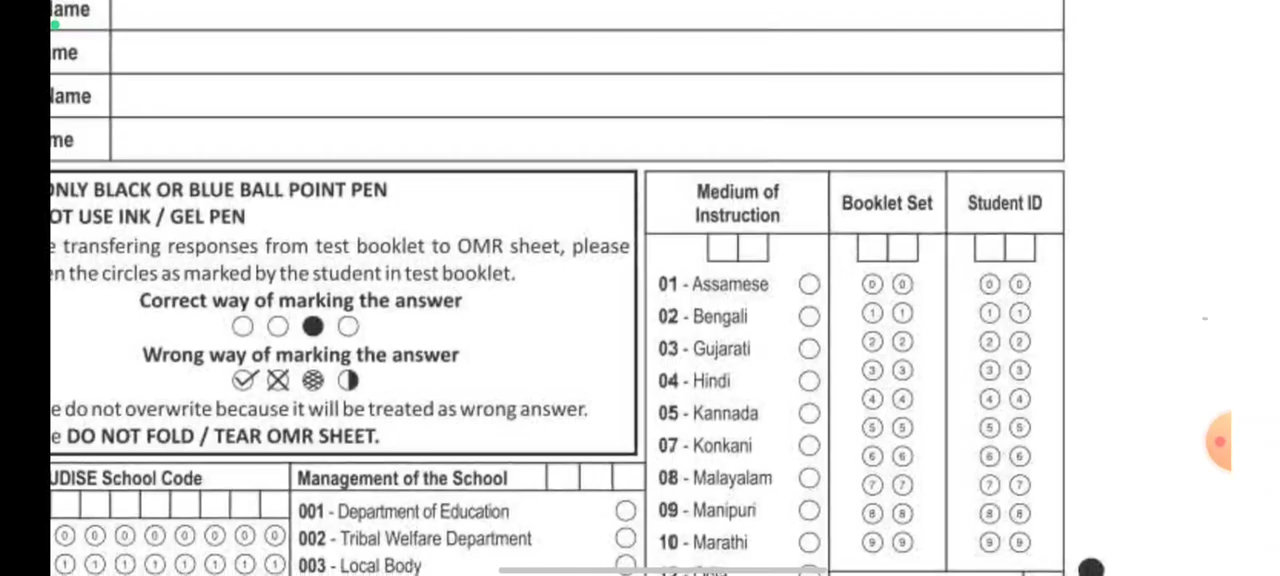 ame
me
Name
me
ONLY BLACK OR BLUE BALL POINT PEN
OT USE INK / GEL PEN
e transfering responses from test booklet to OMR sheet, please
en the circles as marked by the student in test booklet.
Correct way of marking the answer
Wrong way of marking the answer
e do not overwrite because it will be treated as wrong answer.
e DO NOT FOLD / TEAR OMR SHEET.
UDISE School Code
0 0 0 0 0 0 0 0
1 1 1 1 1 1 1 1
Management of the School
001 - Department of Education
002 - Tribal Welfare Department
003 - Local Body
Medium of
Instruction
01 - Assamese
02 - Bengali
03 - Gujarati
04 - Hindi
05 - Kannada
07 - Konkani
08 - Malayalam
09 - Manipuri
10 - Marathi
Booklet Set
0 0
1 1
2 2
3 3
4 4
5 5
6 6
7 7
8 8
9 9
Student ID
0 0
1 1
2 2
3 3
4 4
5 5
6 6
7 7
8 8
9 9